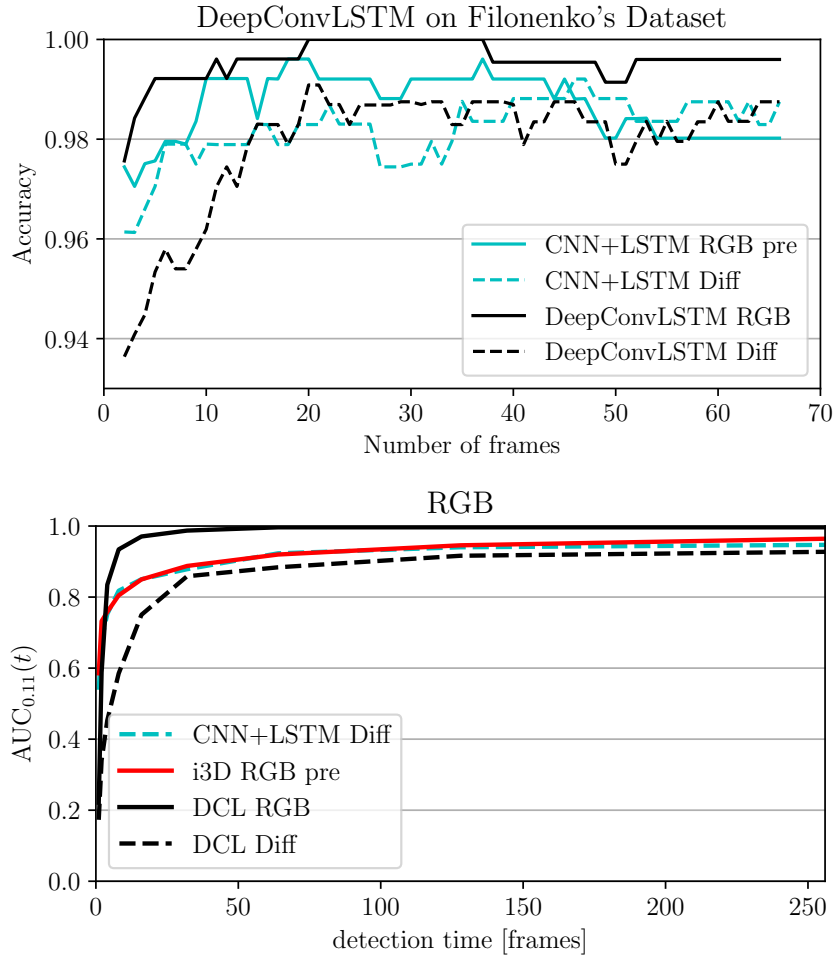 DeepConvLSTM on Filonenko's Dataset
1.00
0.98
0.96
0.94
Accuracy
CNN+LSTM RGB pre
CNN+LSTM Diff
DeepConvLSTM RGB
DeepConvLSTM Diff
0 10 20 30 40 50 60 70
Number of frames
RGB
1.0
0.8
0.6
0.4
0.2
0.0
AUC0.11(t)
CNN+LSTM Diff
i3D RGB pre
DCL RGB
DCL Diff
0 50 100 150 200 250
detection time [frames]